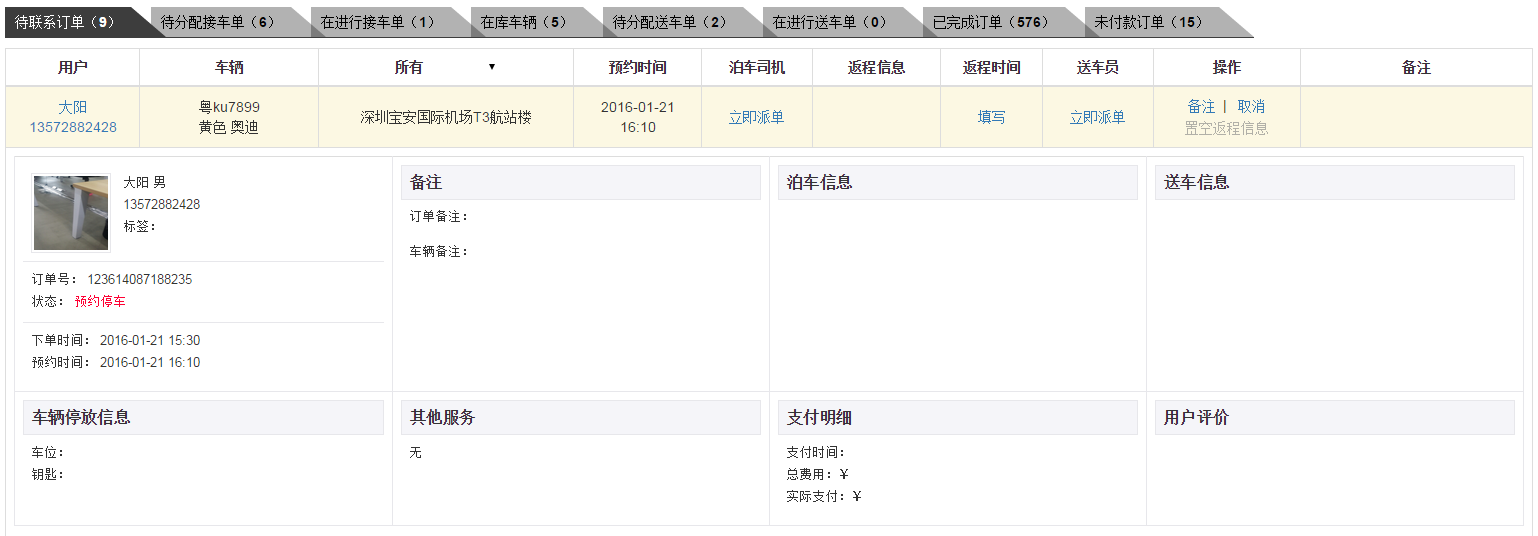 待联系订单（9） 待分配接车单（6） 在进行接车单（1） 在库车辆（5） 待分配送车单（2） 在进行送车单（0） 已完成订单（576） 未付款订单（15）
用户 车辆 所有 ▼ 预约时间 泊车司机 返程信息 返程时间 送车员 操作 备注
大阳
13572882428
粤ku7899
黄色 奥迪
深圳宝安国际机场T3航站楼
2016-01-21
16:10
立即派单
填写
立即派单
备注 | 取消
置空返程信息
大阳 男
13572882428
标签：
订单号： 123614087188235
状态： 预约停车
下单时间： 2016-01-21 15:30
预约时间： 2016-01-21 16:10
备注
订单备注：
车辆备注：
泊车信息
送车信息
车辆停放信息
车位：
钥匙：
其他服务
无
支付明细
支付时间：
总费用：￥
实际支付：￥
用户评价